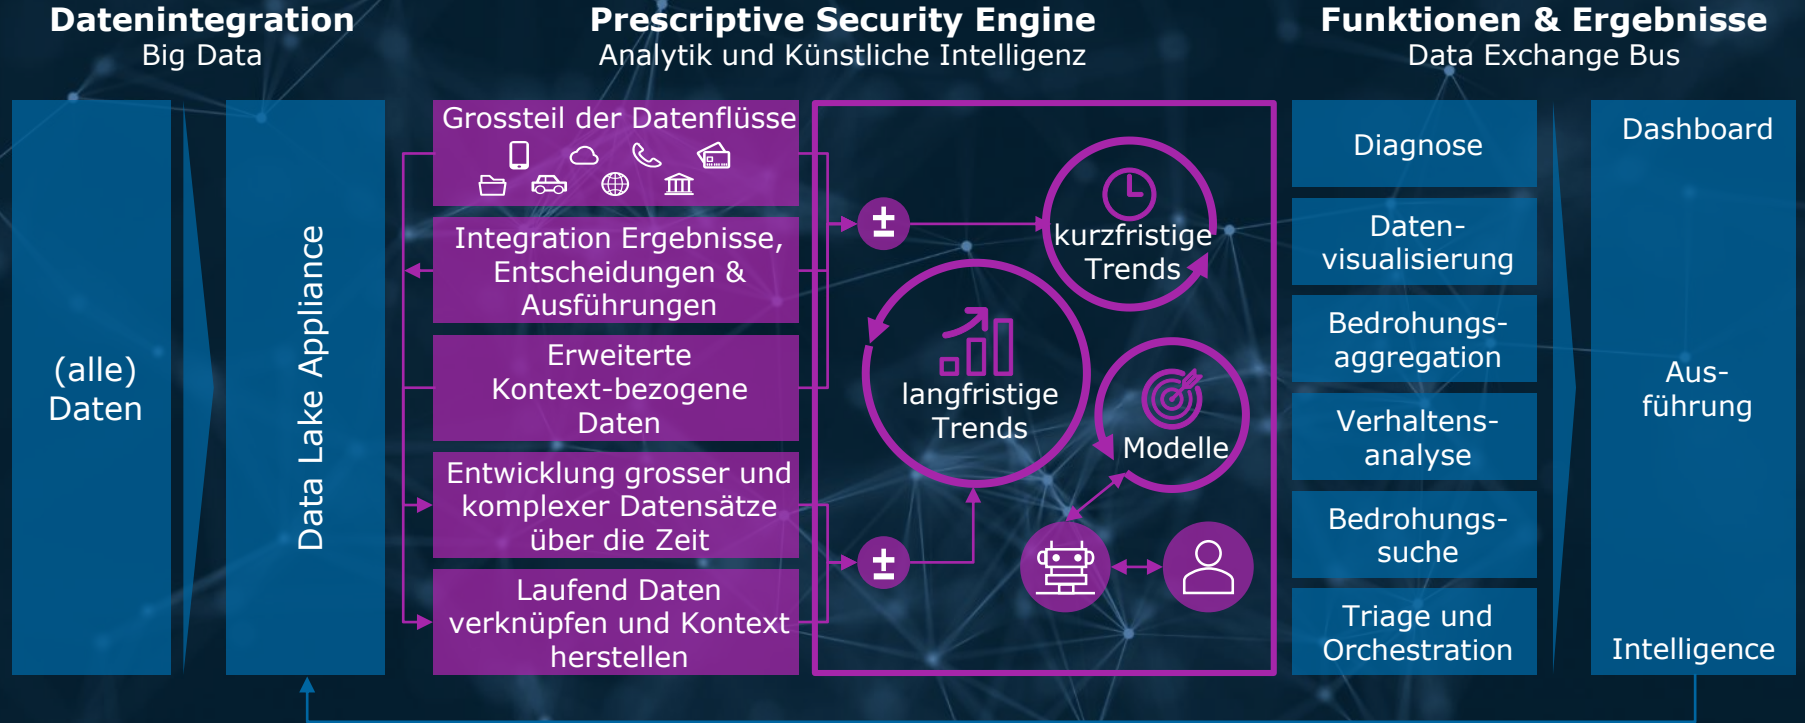 Datenintegration
Big Data
Prescriptive Security Engine
Analytik und Künstliche Intelligenz
Funktionen & Ergebnisse
Data Exchange Bus
(alle)
Daten
Data Lake Appliance
Grossteil der Datenflüsse
Integration Ergebnisse,
Entscheidungen &
Ausführungen
Erweiterte
Kontext-bezogene
Daten
Entwicklung grosser und
komplexer Datensätze
über die Zeit
Laufend Daten
verknüpfen und Kontext
herstellen
±
±
kurzfristige
Trends
langfristige
Trends
Modelle
Diagnose
Daten-
visualisierung
Bedrohungs-
aggregation
Verhaltens-
analyse
Bedrohungs-
suche
Triage und
Orchestration
Dashboard
Aus-
führung
Intelligence